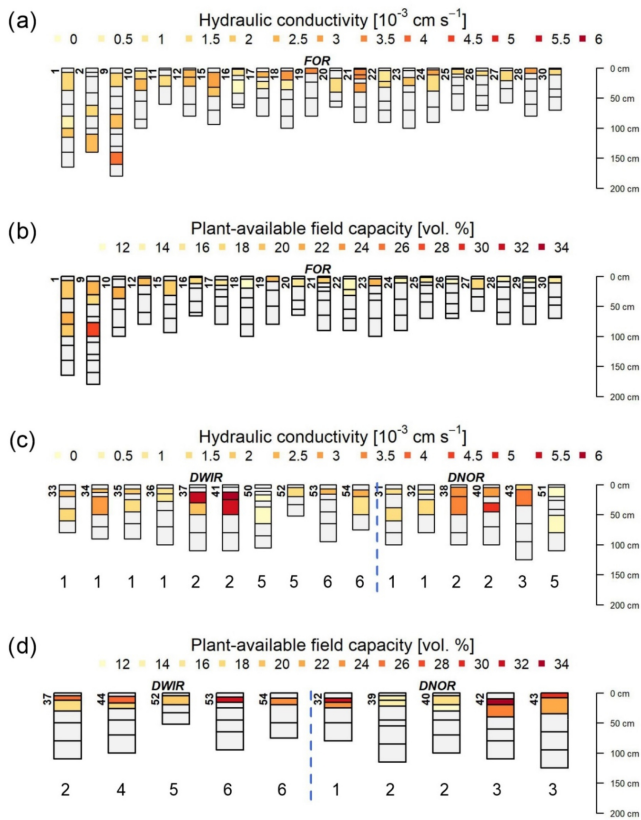 (a)
Hydraulic conductivity [10⁻³ cm s⁻¹]
0 0.5 1 1.5 2 2.5 3 3.5 4 4.5 5 5.5 6
FOR
1 2 9 10 11 12 15 16 17 18 19 20 21 22 23 24 25 26 27 28 30
0 cm
50 cm
100 cm
150 cm
200 cm
(b)
Plant-available field capacity [vol. %]
12 14 16 18 20 22 24 26 28 30 32 34
FOR
1 9 10 12 15 16 17 18 19 20 21 22 23 24 25 26 27 28 29 30
0 cm
50 cm
100 cm
150 cm
200 cm
(c)
Hydraulic conductivity [10⁻³ cm s⁻¹]
0 0.5 1 1.5 2 2.5 3 3.5 4 4.5 5 5.5 6
DWIR DNOR
33 34 35 36 37 41 50 52 53 54 31 32 38 40 43 51
0 cm
50 cm
100 cm
150 cm
200 cm
1 1 1 1 2 2 5 5 6 6 1 1 2 2 3 5
(d)
Plant-available field capacity [vol. %]
12 14 16 18 20 22 24 26 28 30 32 34
DWIR DNOR
37 44 52 53 54 32 39 40 42 43
0 cm
50 cm
100 cm
150 cm
200 cm
2 4 5 6 6 1 2 2 3 3